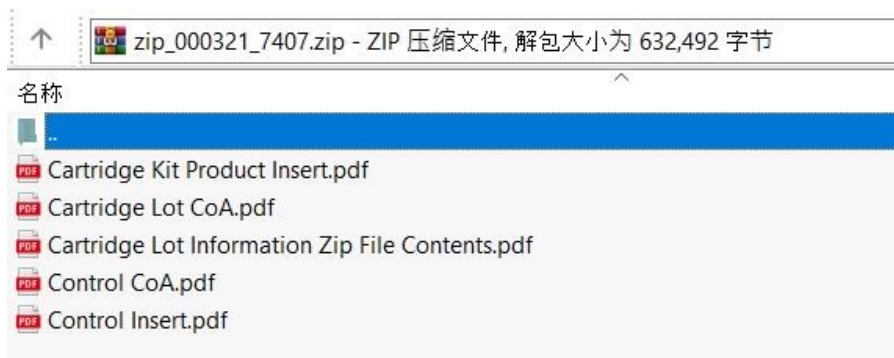 zip_000321_7407.zip - ZIP 压缩文件, 解包大小为 632,492 字节
名称
..
Cartridge Kit Product Insert.pdf
Cartridge Lot CoA.pdf
Cartridge Lot Information Zip File Contents.pdf
Control CoA.pdf
Control Insert.pdf